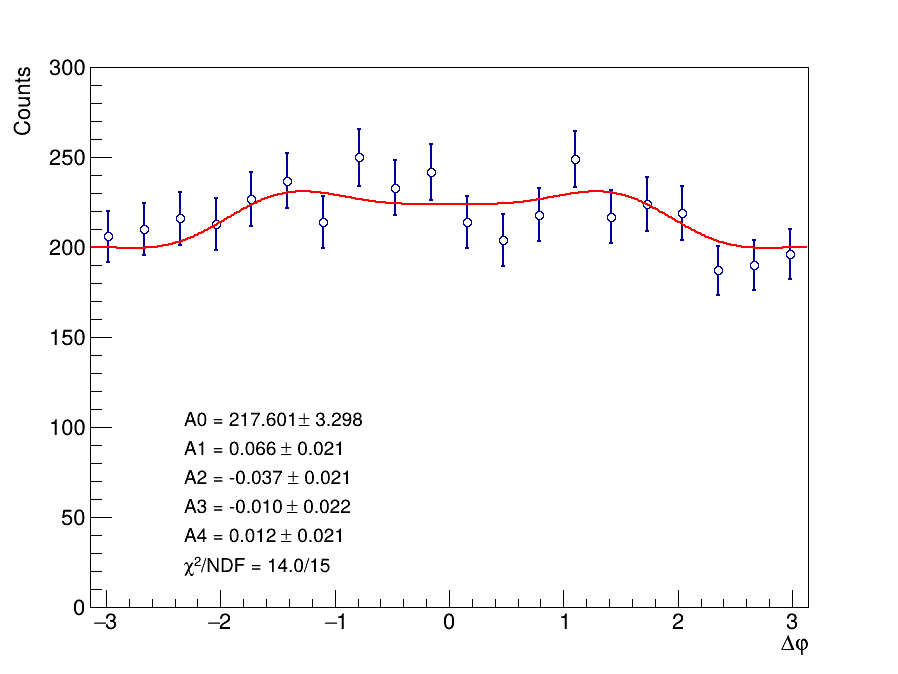 Counts
300
250
200
150
100
50
0
A0 = 217.601 ± 3.298
A1 = 0.066 ± 0.021
A2 = -0.037 ± 0.021
A3 = -0.010 ± 0.022
A4 = 0.012 ± 0.021
χ²/NDF = 14.0/15
−3 −2 −1 0 1 2 3
Δφ